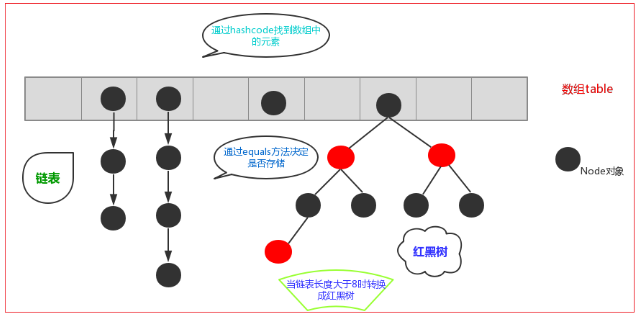 通过hashcode找到数组中
的元素
数组table
通过equals方法决定
是否存储
链表
Node对象
红黑树
当链表长度大于8时转换
成红黑树